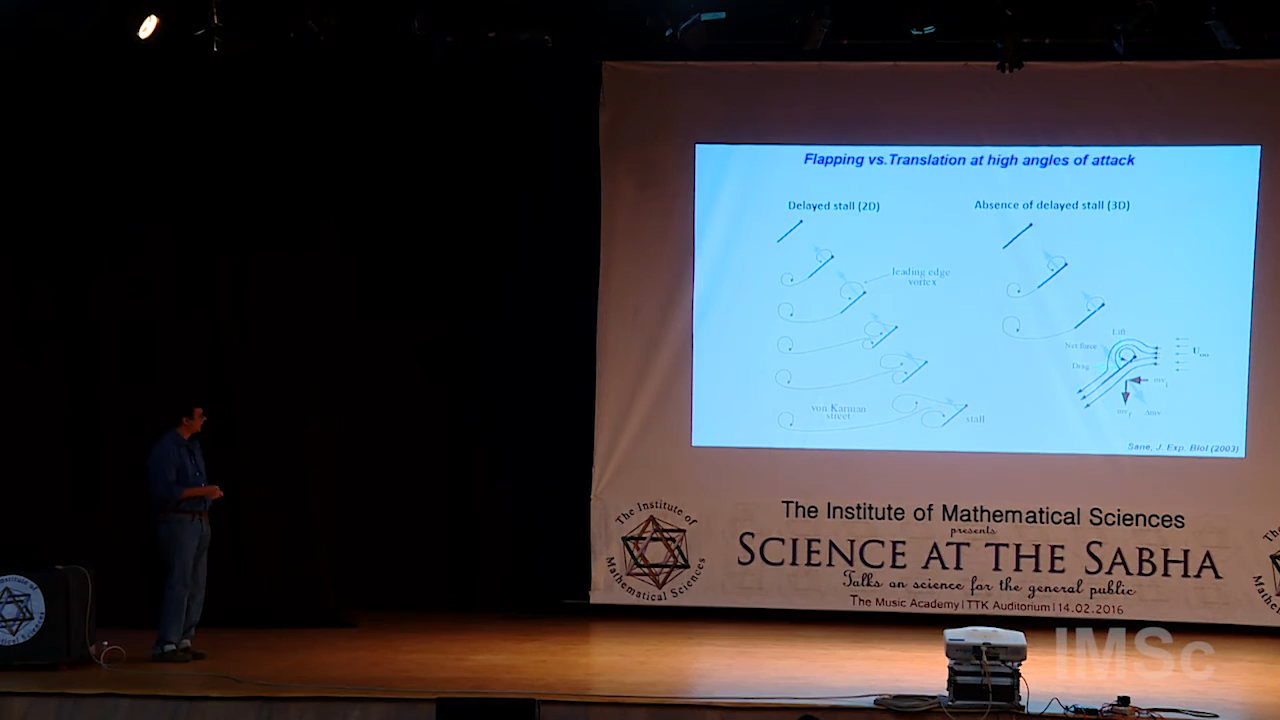 Flapping vs. Translation at high angles of attack
Delayed stall (2D)
Absence of delayed stall (3D)
leading edge
vortex
von Karman
street
stall
Lift
Net force
Drag
Sane, J. Exp. Biol (2003)
The Institute of Mathematical Sciences
presents
SCIENCE AT THE SABHA
Talks on science for the general public
The Music Academy | TTK Auditorium | 14.02.2016
The Institute of
Mathematical Sciences
IMSc